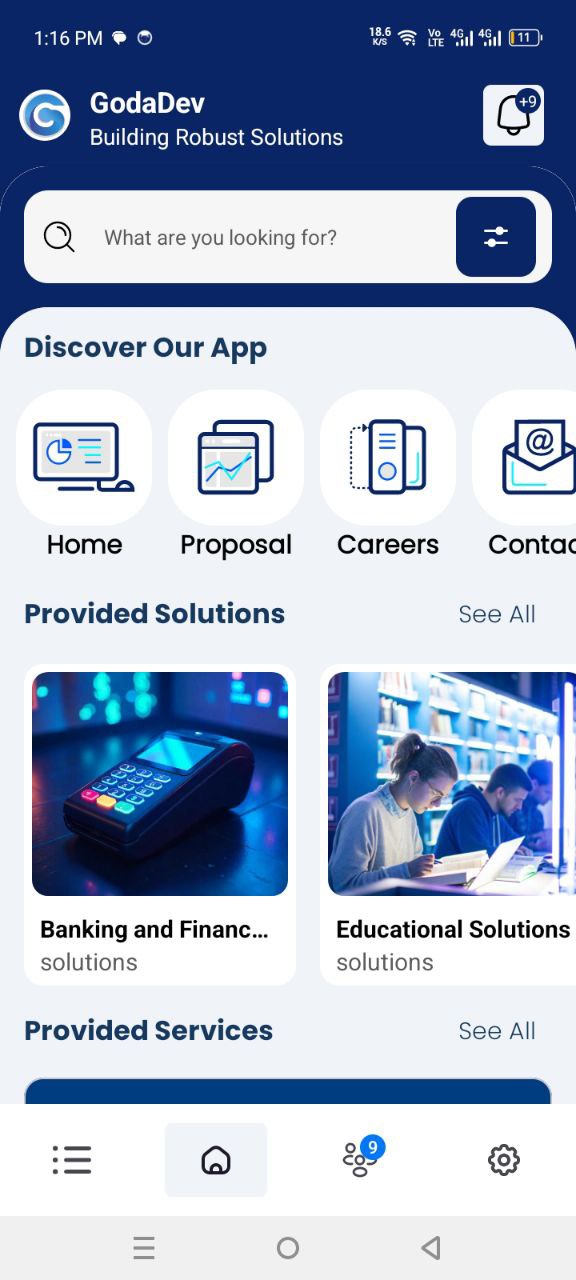 1:16 PM
18.6 K/S
Vo LTE
4G
4G
11
GodaDev
+9
Building Robust Solutions
What are you looking for?
Discover Our App
@
Home
Proposal
Careers
Contac
Provided Solutions
See All
Banking and Financ...
solutions
Educational Solutions
solutions
Provided Services
See All
9